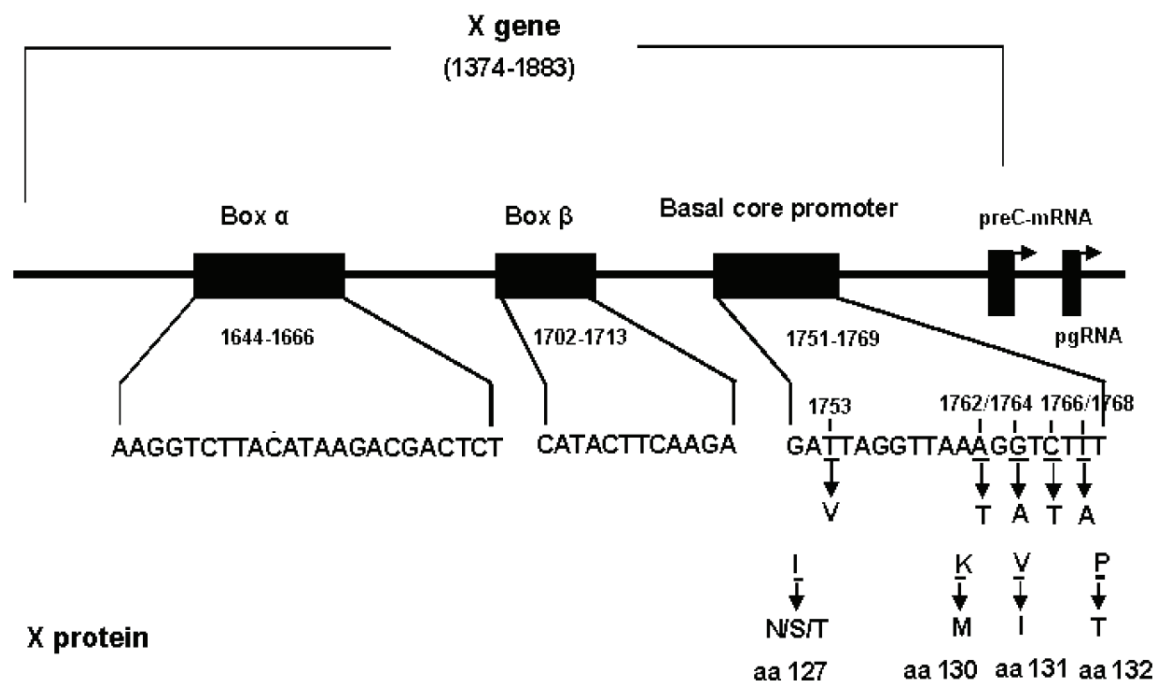 X gene
(1374-1883)
Box α
Box β
Basal core promoter
preC-mRNA
pgRNA
1644-1666
1702-1713
1751-1769
1753
1762/1764
1766/1768
AAGGTCTTACATAAGACGACTCT
CATACTTCAAGA
GATTAGGTTAAAGGTCTTT
V
T A T A
I K V P
N/S/T M I T
X protein
aa 127 aa 130 aa 131 aa 132